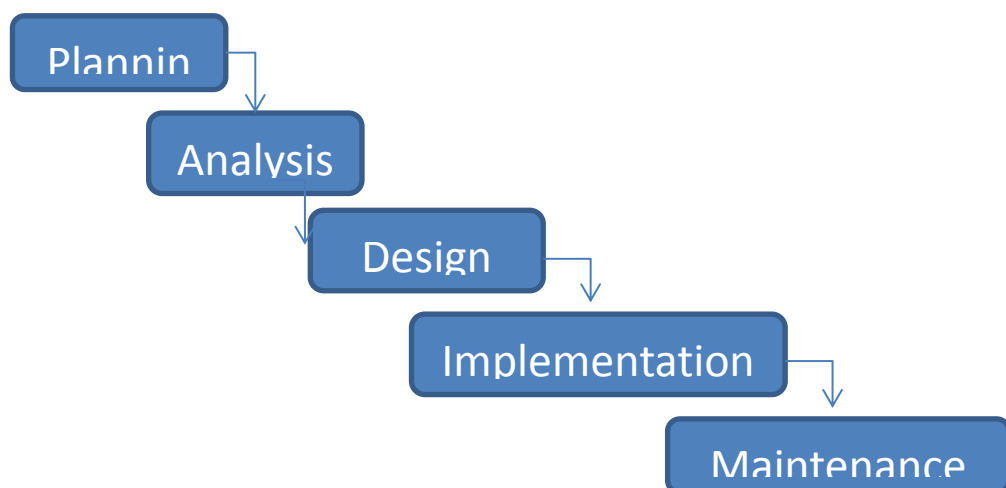 Plannin
Analysis
Design
Implementation
Maintenance